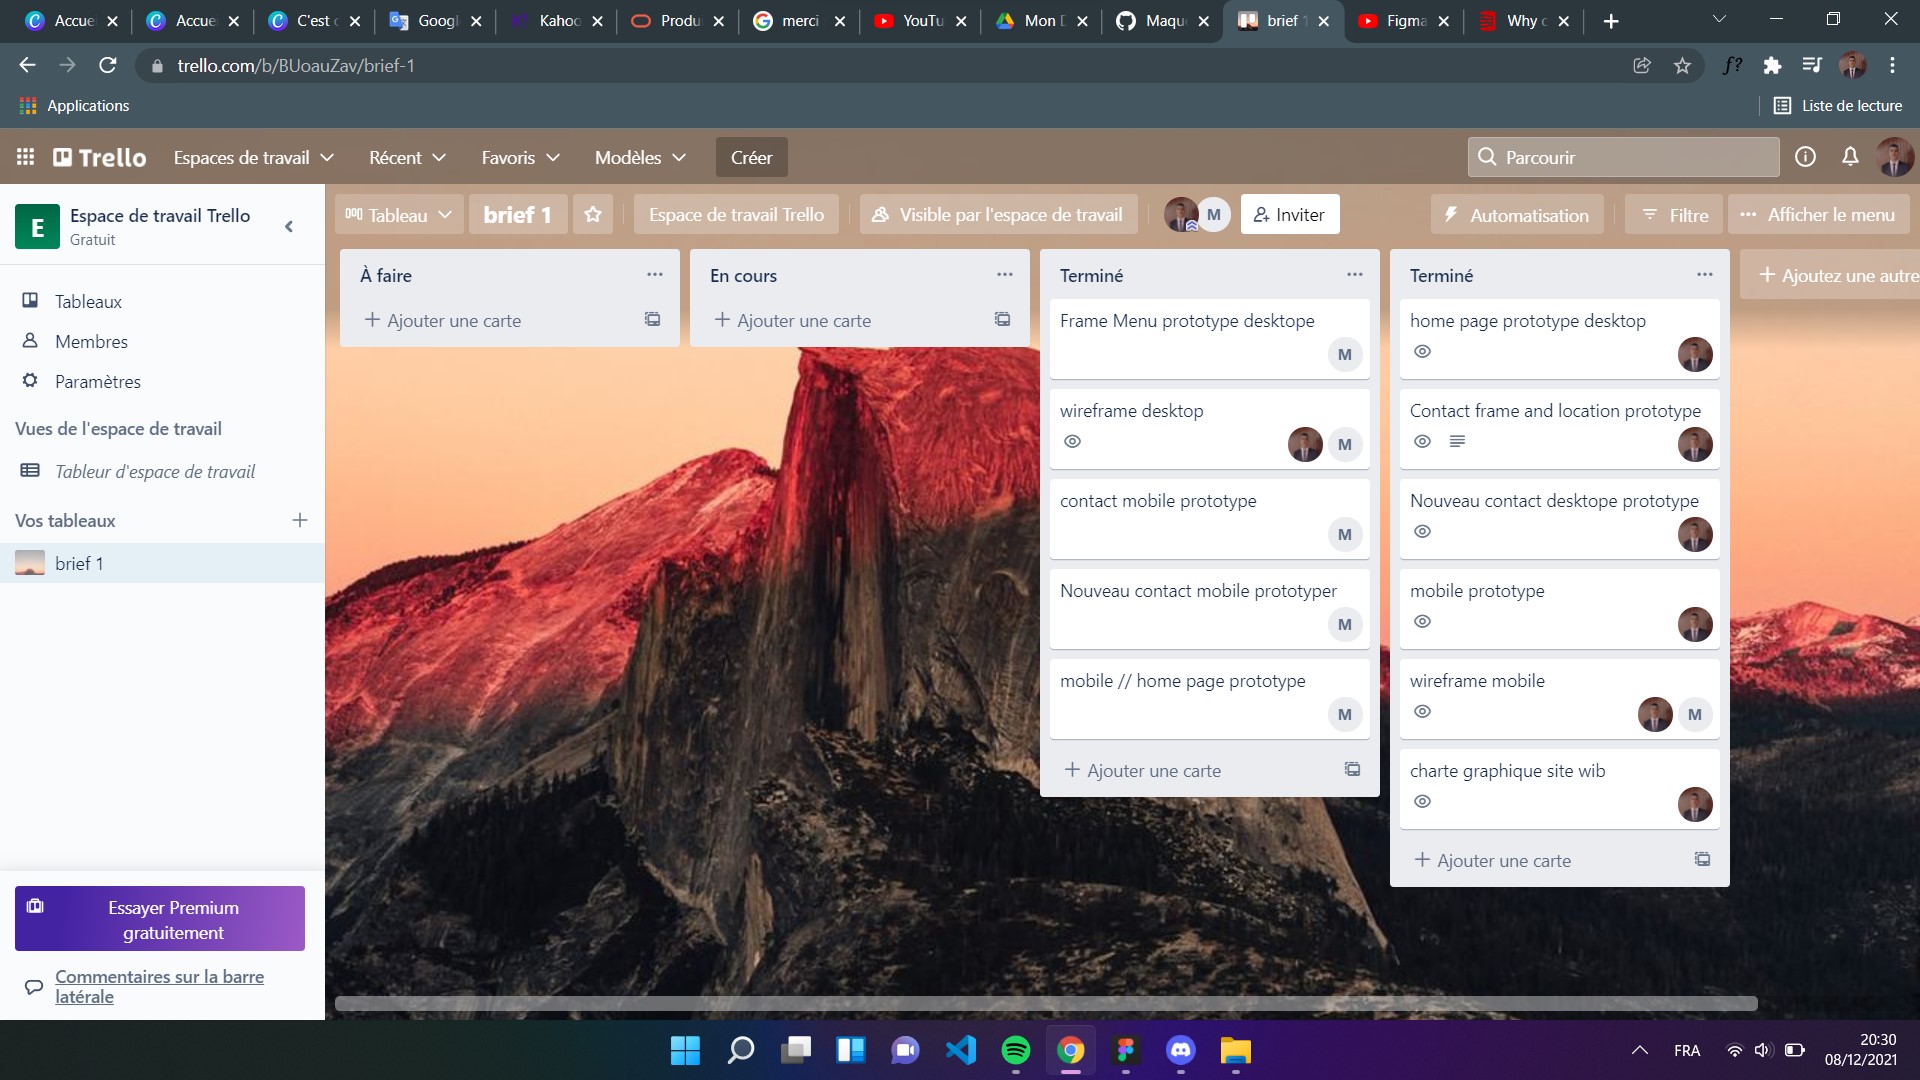 Accue
Accue
C'est
Googl
Kahoo
Produ
merci
YouTu
Mon D
Maque
brief 1
Figma
Why c
trello.com/b/BUoauZav/brief-1
f?
Applications
Liste de lecture
Trello
Espaces de travail
Récent
Favoris
Modèles
Créer
Parcourir
E
Espace de travail Trello
Gratuit
Tableau
brief 1
Espace de travail Trello
Visible par l'espace de travail
M
Inviter
Automatisation
Filtre
Afficher le menu
Tableaux
Membres
Paramètres
Vues de l'espace de travail
Tableur d'espace de travail
Vos tableaux
brief 1
Essayer Premium
gratuitement
Commentaires sur la barre
latérale
À faire
Ajouter une carte
En cours
Ajouter une carte
Terminé
Frame Menu prototype desktope
M
wireframe desktop
M
contact mobile prototype
M
Nouveau contact mobile prototyper
M
mobile // home page prototype
M
Ajouter une carte
Terminé
home page prototype desktop
Contact frame and location prototype
Nouveau contact desktope prototype
mobile prototype
wireframe mobile
M
charte graphique site wib
Ajouter une carte
Ajoutez une autre
FRA
20:30
08/12/2021